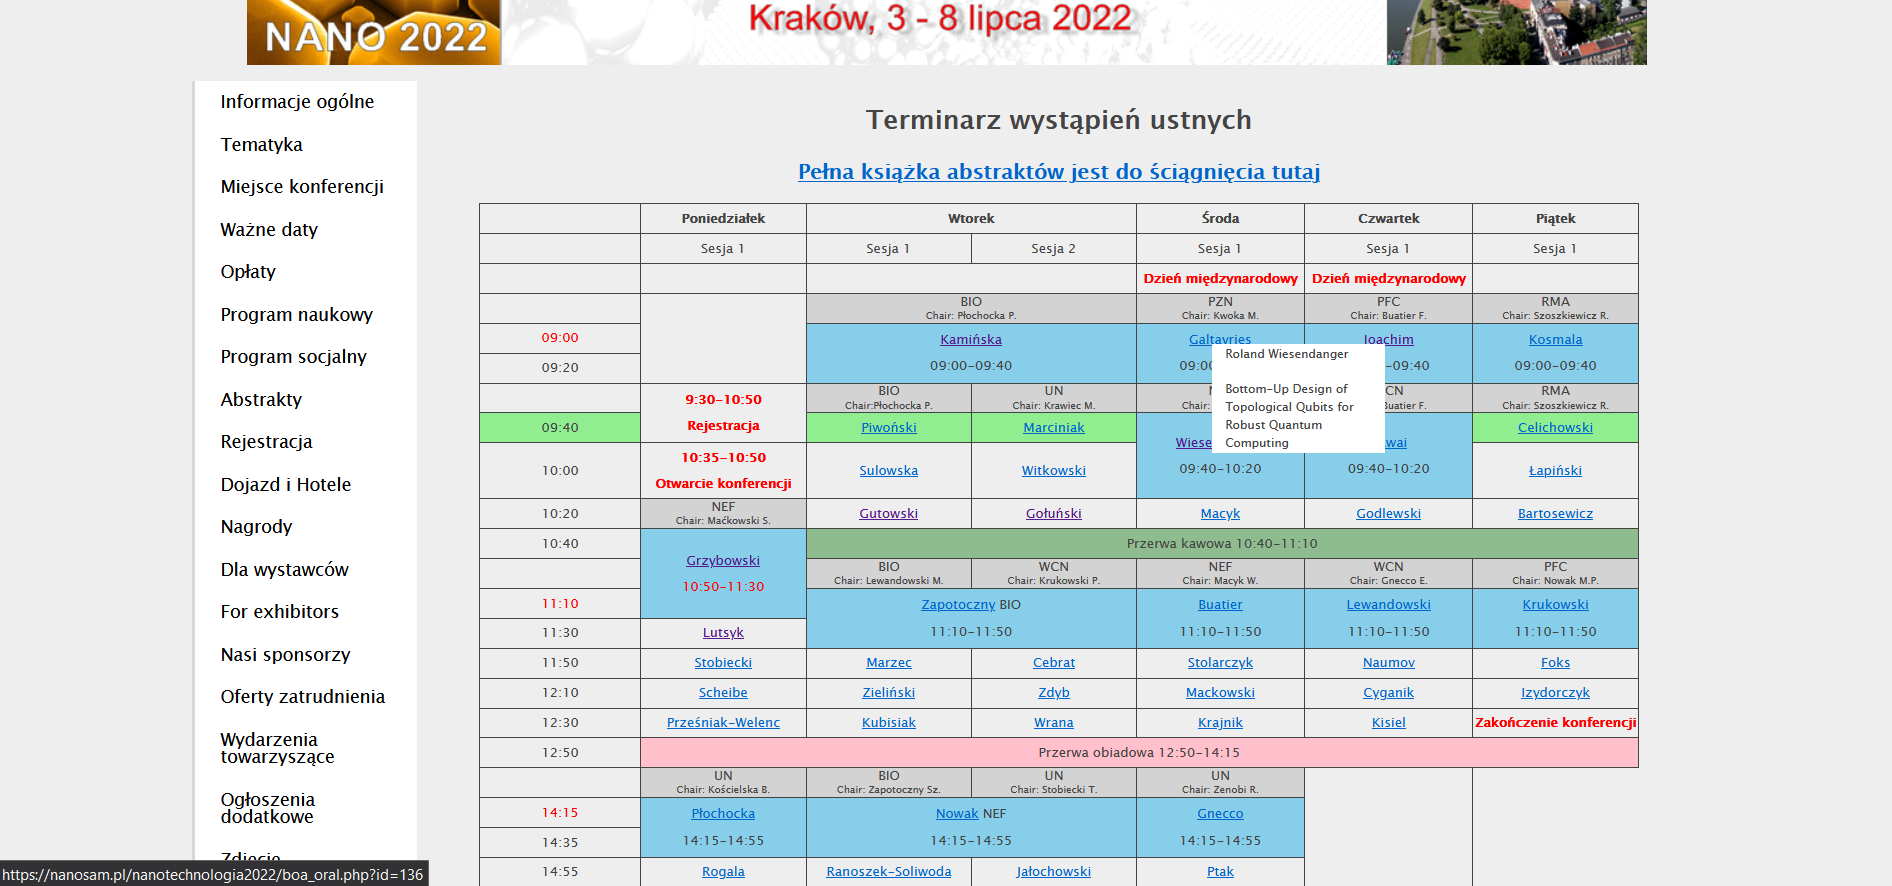 NANO 2022
Kraków, 3 - 8 lipca 2022
Informacje ogólne
Tematyka
Miejsce konferencji
Ważne daty
Opłaty
Program naukowy
Program socjalny
Abstrakty
Rejestracja
Dojazd i Hotele
Nagrody
Dla wystawców
For exhibitors
Nasi sponsorzy
Oferty zatrudnienia
Wydarzenia
towarzyszące
Ogłoszenia
dodatkowe
Zdjęcie
Terminarz wystąpień ustnych
Pełna książka abstraktów jest do ściągnięcia tutaj
Poniedziałek Wtorek Środa Czwartek Piątek
Sesja 1 Sesja 1 Sesja 2 Sesja 1 Sesja 1 Sesja 1
Dzień międzynarodowy Dzień międzynarodowy
BIO PZN PFC RMA
Chair: Płochocka P. Chair: Kwoka M. Chair: Buatier F. Chair: Szoszkiewicz R.
09:00 Kamińska Galtayries Joachim Kosmala
09:20 09:00-09:40 09:00-09:40 09:00-09:40
Roland Wiesendanger
Bottom-Up Design of
Topological Qubits for
Robust Quantum
Computing
9:30-10:50
Rejestracja
BIO UN CN RMA
Chair:Płochocka P. Chair: Krawiec M. Chair: Buatier F. Chair: Szoszkiewicz R.
09:40 Piwoński Marciniak Celichowski
10:35-10:50
Otwarcie konferencji
10:00 Sulowska Witkowski 09:40-10:20 09:40-10:20 Łapiński
NEF
Chair: Maćkowski S.
10:20 Gutowski Gołuński Macyk Godlewski Bartosewicz
10:40 Przerwa kawowa 10:40-11:10
Grzybowski
10:50-11:30
BIO WCN NEF WCN PFC
Chair: Lewandowski M. Chair: Krukowski P. Chair: Macyk W. Chair: Gnecco E. Chair: Nowak M.P.
11:10 Zapotoczny BIO Buatier Lewandowski Krukowski
11:30 Lutsyk 11:10-11:50 11:10-11:50 11:10-11:50 11:10-11:50
11:50 Stobiecki Marzec Cebrat Stolarczyk Naumov Foks
12:10 Scheibe Zieliński Zdyb Mackowski Cyganik Izydorczyk
12:30 Prześniak-Welenc Kubisiak Wrana Krajnik Kisiel Zakończenie konferencji
12:50 Przerwa obiadowa 12:50-14:15
UN BIO UN UN
Chair: Kościelska B. Chair: Zapotoczny Sz. Chair: Stobiecki T. Chair: Zenobi R.
14:15 Płochocka Nowak NEF Gnecco
14:35 14:15-14:55 14:15-14:55 14:15-14:55
14:55 Rogala Ranoszek-Soliwoda Jałochowski Ptak
https://nanosam.pl/nanotechnologia2022/boa_oral.php?id=136